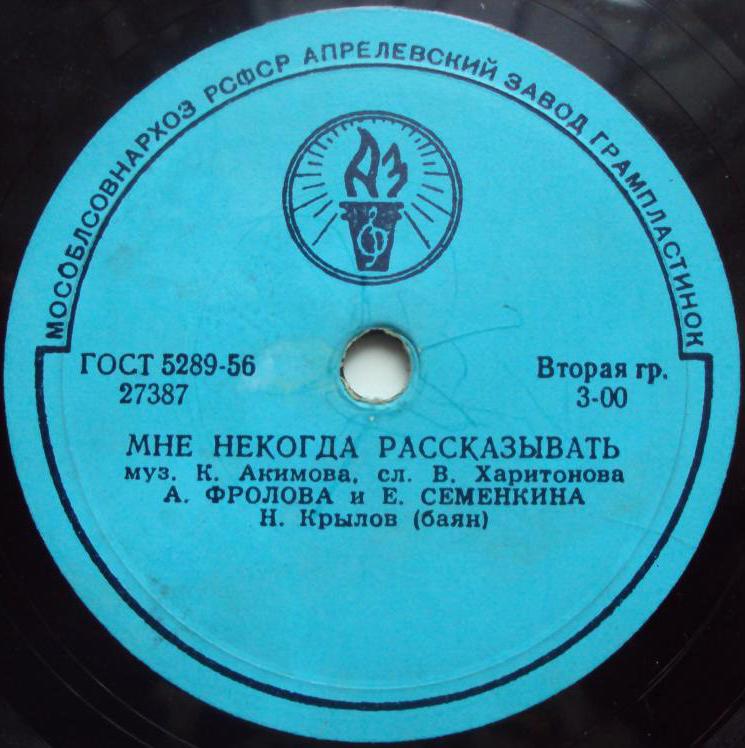 МОСОБЛСОВНАРХОЗ РСФСР АПРЕЛЕВСКИЙ ЗАВОД ГРАМПЛАСТИНОК
АЗ
ГОСТ 5289-56
27387
Вторая гр.
3-00
МНЕ НЕКОГДА РАССКАЗЫВАТЬ
муз. К. Акимова, сл. В. Харитонова
А. ФРОЛОВА и Е. СЕМЕНКИНА
Н. Крылов (баян)